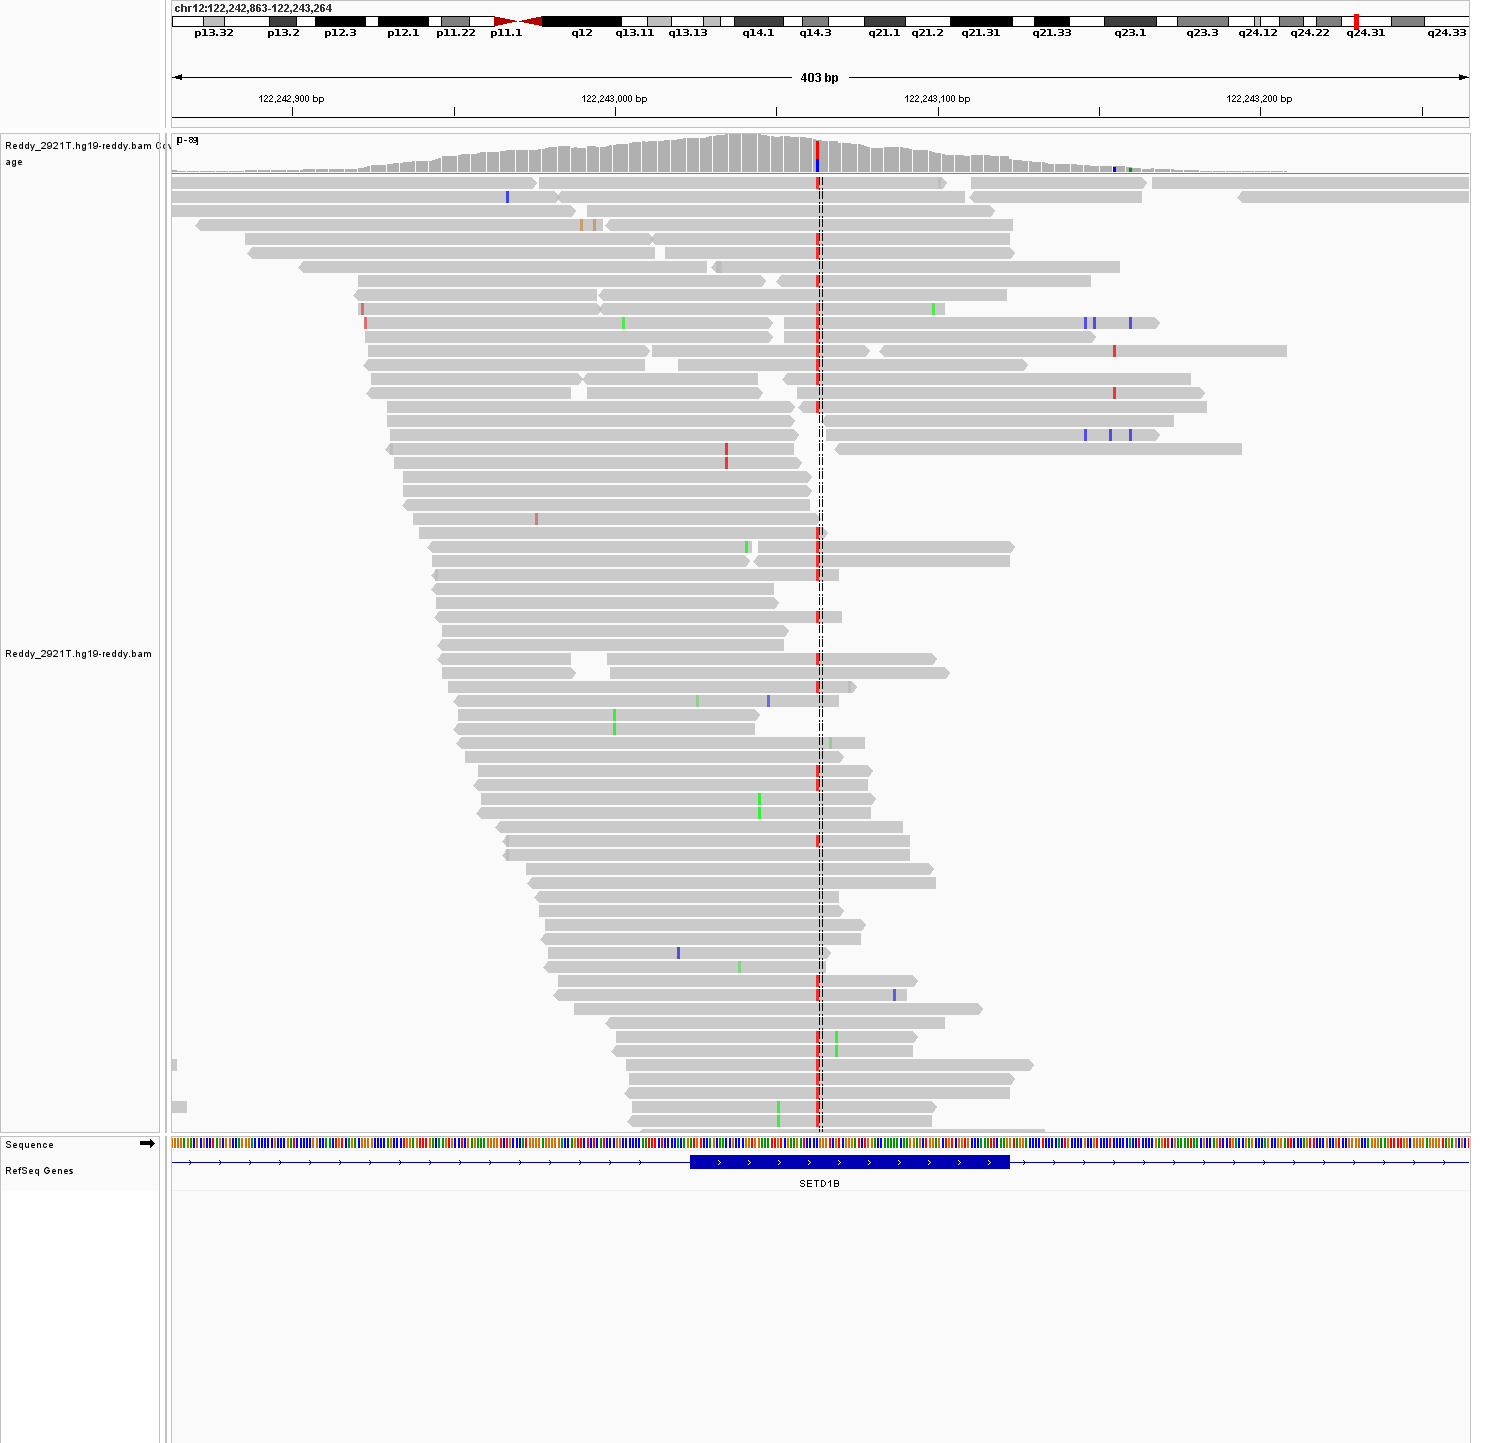 chr12:122,242,863-122,243,264
p13.32 p13.2 p12.3 p12.1 p11.22 p11.1 q12 q13.11 q13.13 q14.1 q14.3 q21.1 q21.2 q21.31 q21.33 q23.1 q23.3 q24.12 q24.22 q24.31 q24.33
403 bp
122,242,900 bp 122,243,000 bp 122,243,100 bp 122,243,200 bp
Reddy_2921T.hg19-reddy.bam Cov
age
[0-89]
Reddy_2921T.hg19-reddy.bam
Sequence
RefSeq Genes
SETD1B